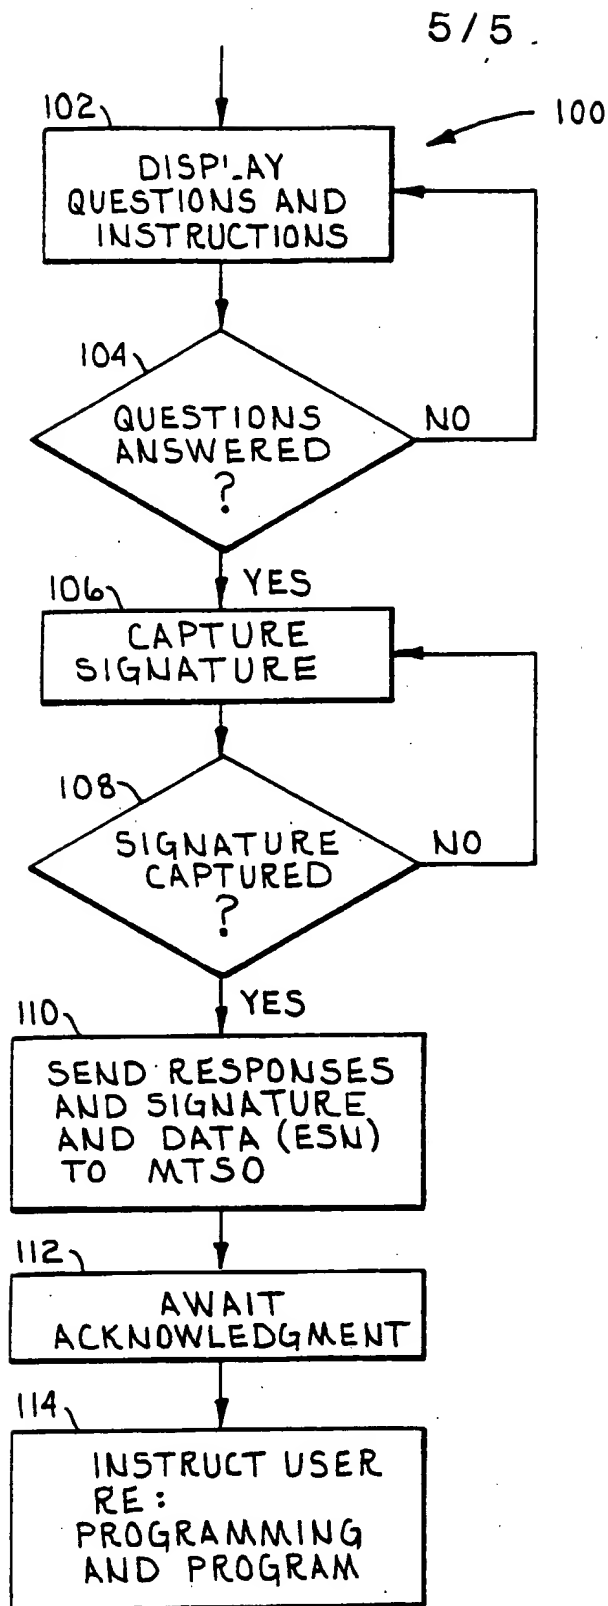 5/5
100
102
DISPLAY
QUESTIONS AND
INSTRUCTIONS
104
QUESTIONS
ANSWERED
?
NO
YES
106
CAPTURE
SIGNATURE
108
SIGNATURE
CAPTURED
?
NO
YES
110
SEND RESPONSES
AND SIGNATURE
AND DATA (ESN)
TO MTSO
112
AWAIT
ACKNOWLEDGMENT
114
INSTRUCT USER
RE:
PROGRAMMING
AND PROGRAM